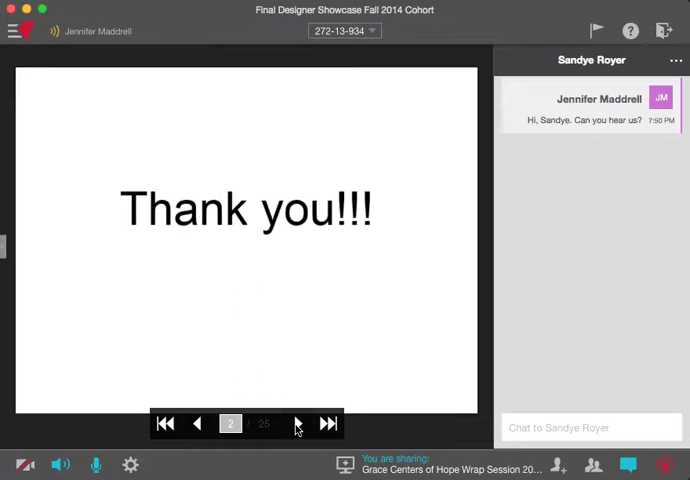 Final Designer Showcase Fall 2014 Cohort
Jennifer Maddrell
272-13-934
Sandye Royer
Jennifer Maddrell
JM
Hi, Sandye. Can you hear us?
7:50 PM
Thank you!!!
2 / 25
Chat to Sandye Royer
You are sharing:
Grace Centers of Hope Wrap Session 20...